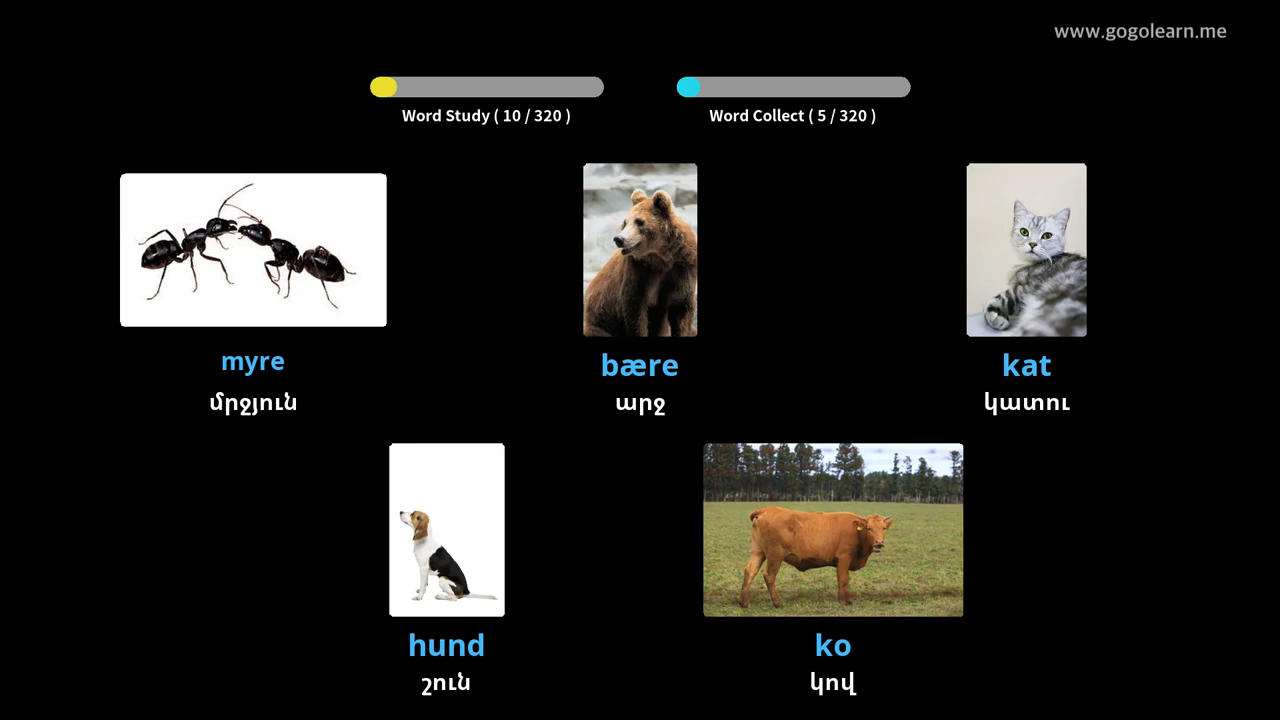 www.gogolearn.me
Word Study ( 10 / 320 )
Word Collect ( 5 / 320 )
myre
մրջյուն
bære
արջ
kat
կատու
hund
շուն
ko
կով